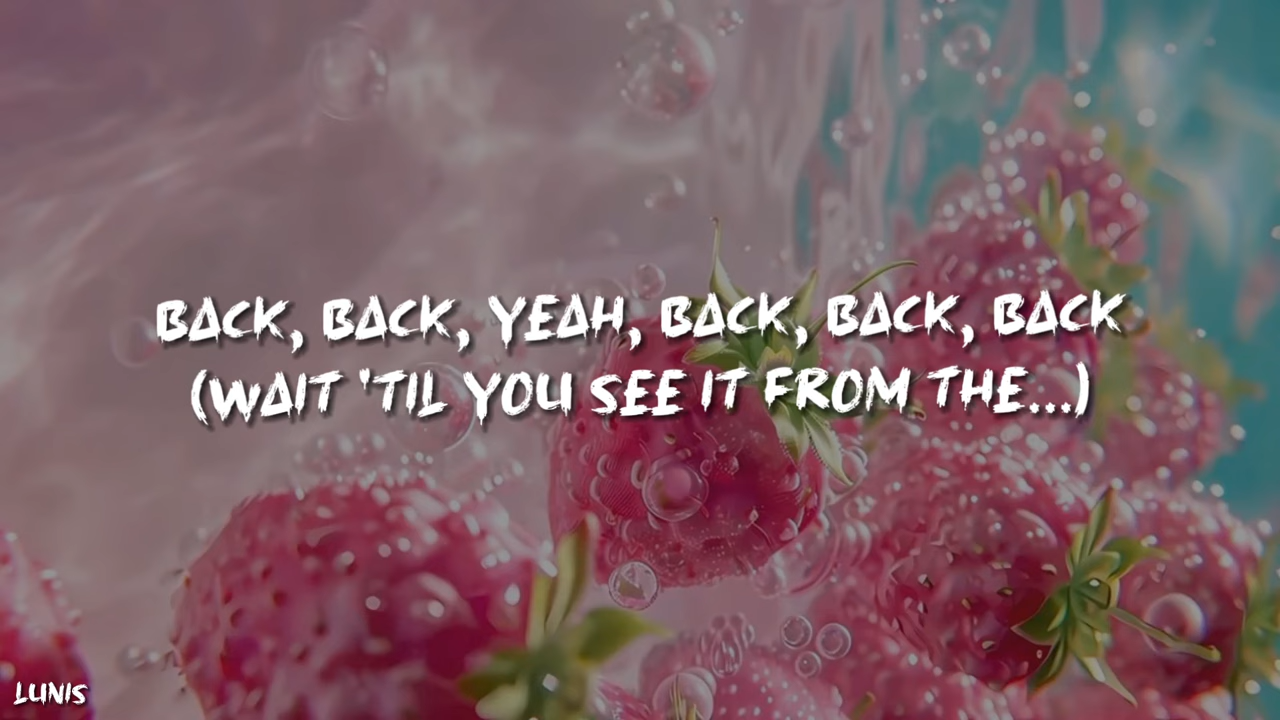 BACK, BACK, YEAH, BACK, BACK, BACK
(WAIT 'TIL YOU SEE IT FROM THE...)
LUNIS